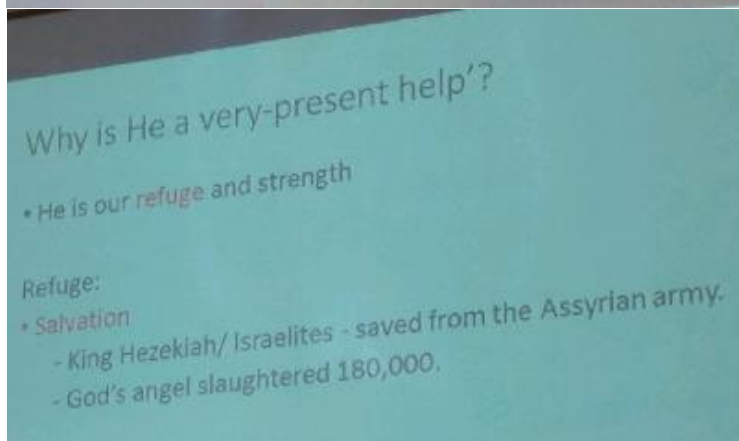 Why is He a very-present help'?
• He is our refuge and strength
Refuge:
• Salvation
- King Hezekiah/ Israelites - saved from the Assyrian army.
- God's angel slaughtered 180,000.